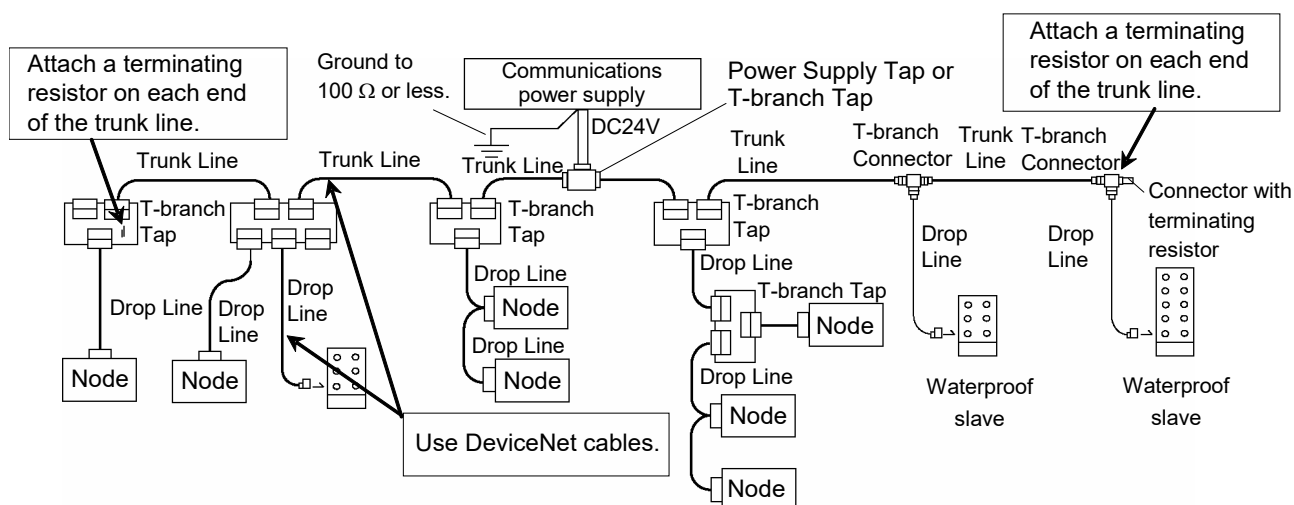 Attach a terminating
resistor on each end
of the trunk line.
Ground to
100 Ω or less.
Communications
power supply
DC24V
Power Supply Tap or
T-branch Tap
Attach a terminating
resistor on each end
of the trunk line.
Trunk Line
Trunk Line
Trunk Line
Trunk
Line
T-branch
Connector
Trunk
Line
T-branch
Connector
Connector with
terminating
resistor
T-branch
Tap
T-branch
Tap
T-branch
Tap
Drop
Line
Drop
Line
Drop Line
Drop
Line
Drop
Line
Drop Line
Drop Line
T-branch Tap
Node
Node
Drop Line
Node
Drop Line
Node
Node
Node
Node
Use DeviceNet cables.
Waterproof
slave
Waterproof
slave